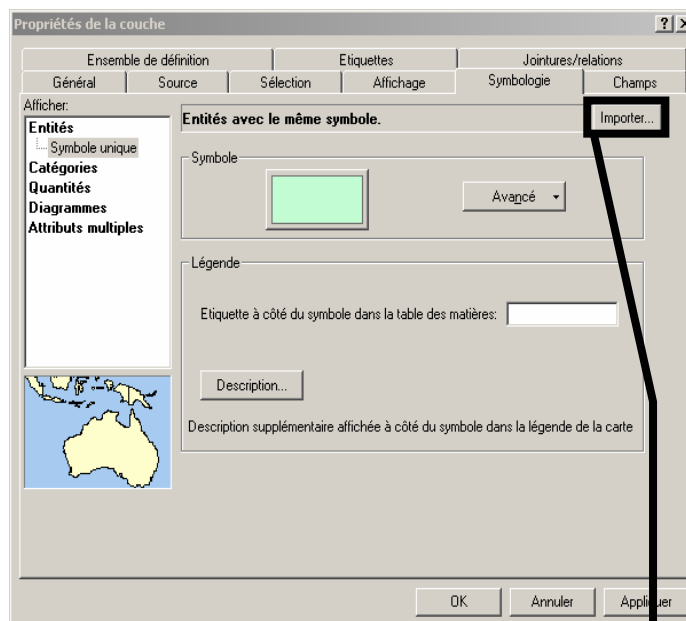 Propriétés de la couche
Ensemble de définition Etiquettes Jointures/relations
Général Source Sélection Affichage Symbologie Champs
Afficher:
Entités
Symbole unique
Catégories
Quantités
Diagrammes
Attributs multiples
Entités avec le même symbole.
Importer...
Symbole
Avancé
Légende
Etiquette à côté du symbole dans la table des matières:
Description...
Description supplémentaire affichée à côté du symbole dans la légende de la carte
OK Annuler Appliquer